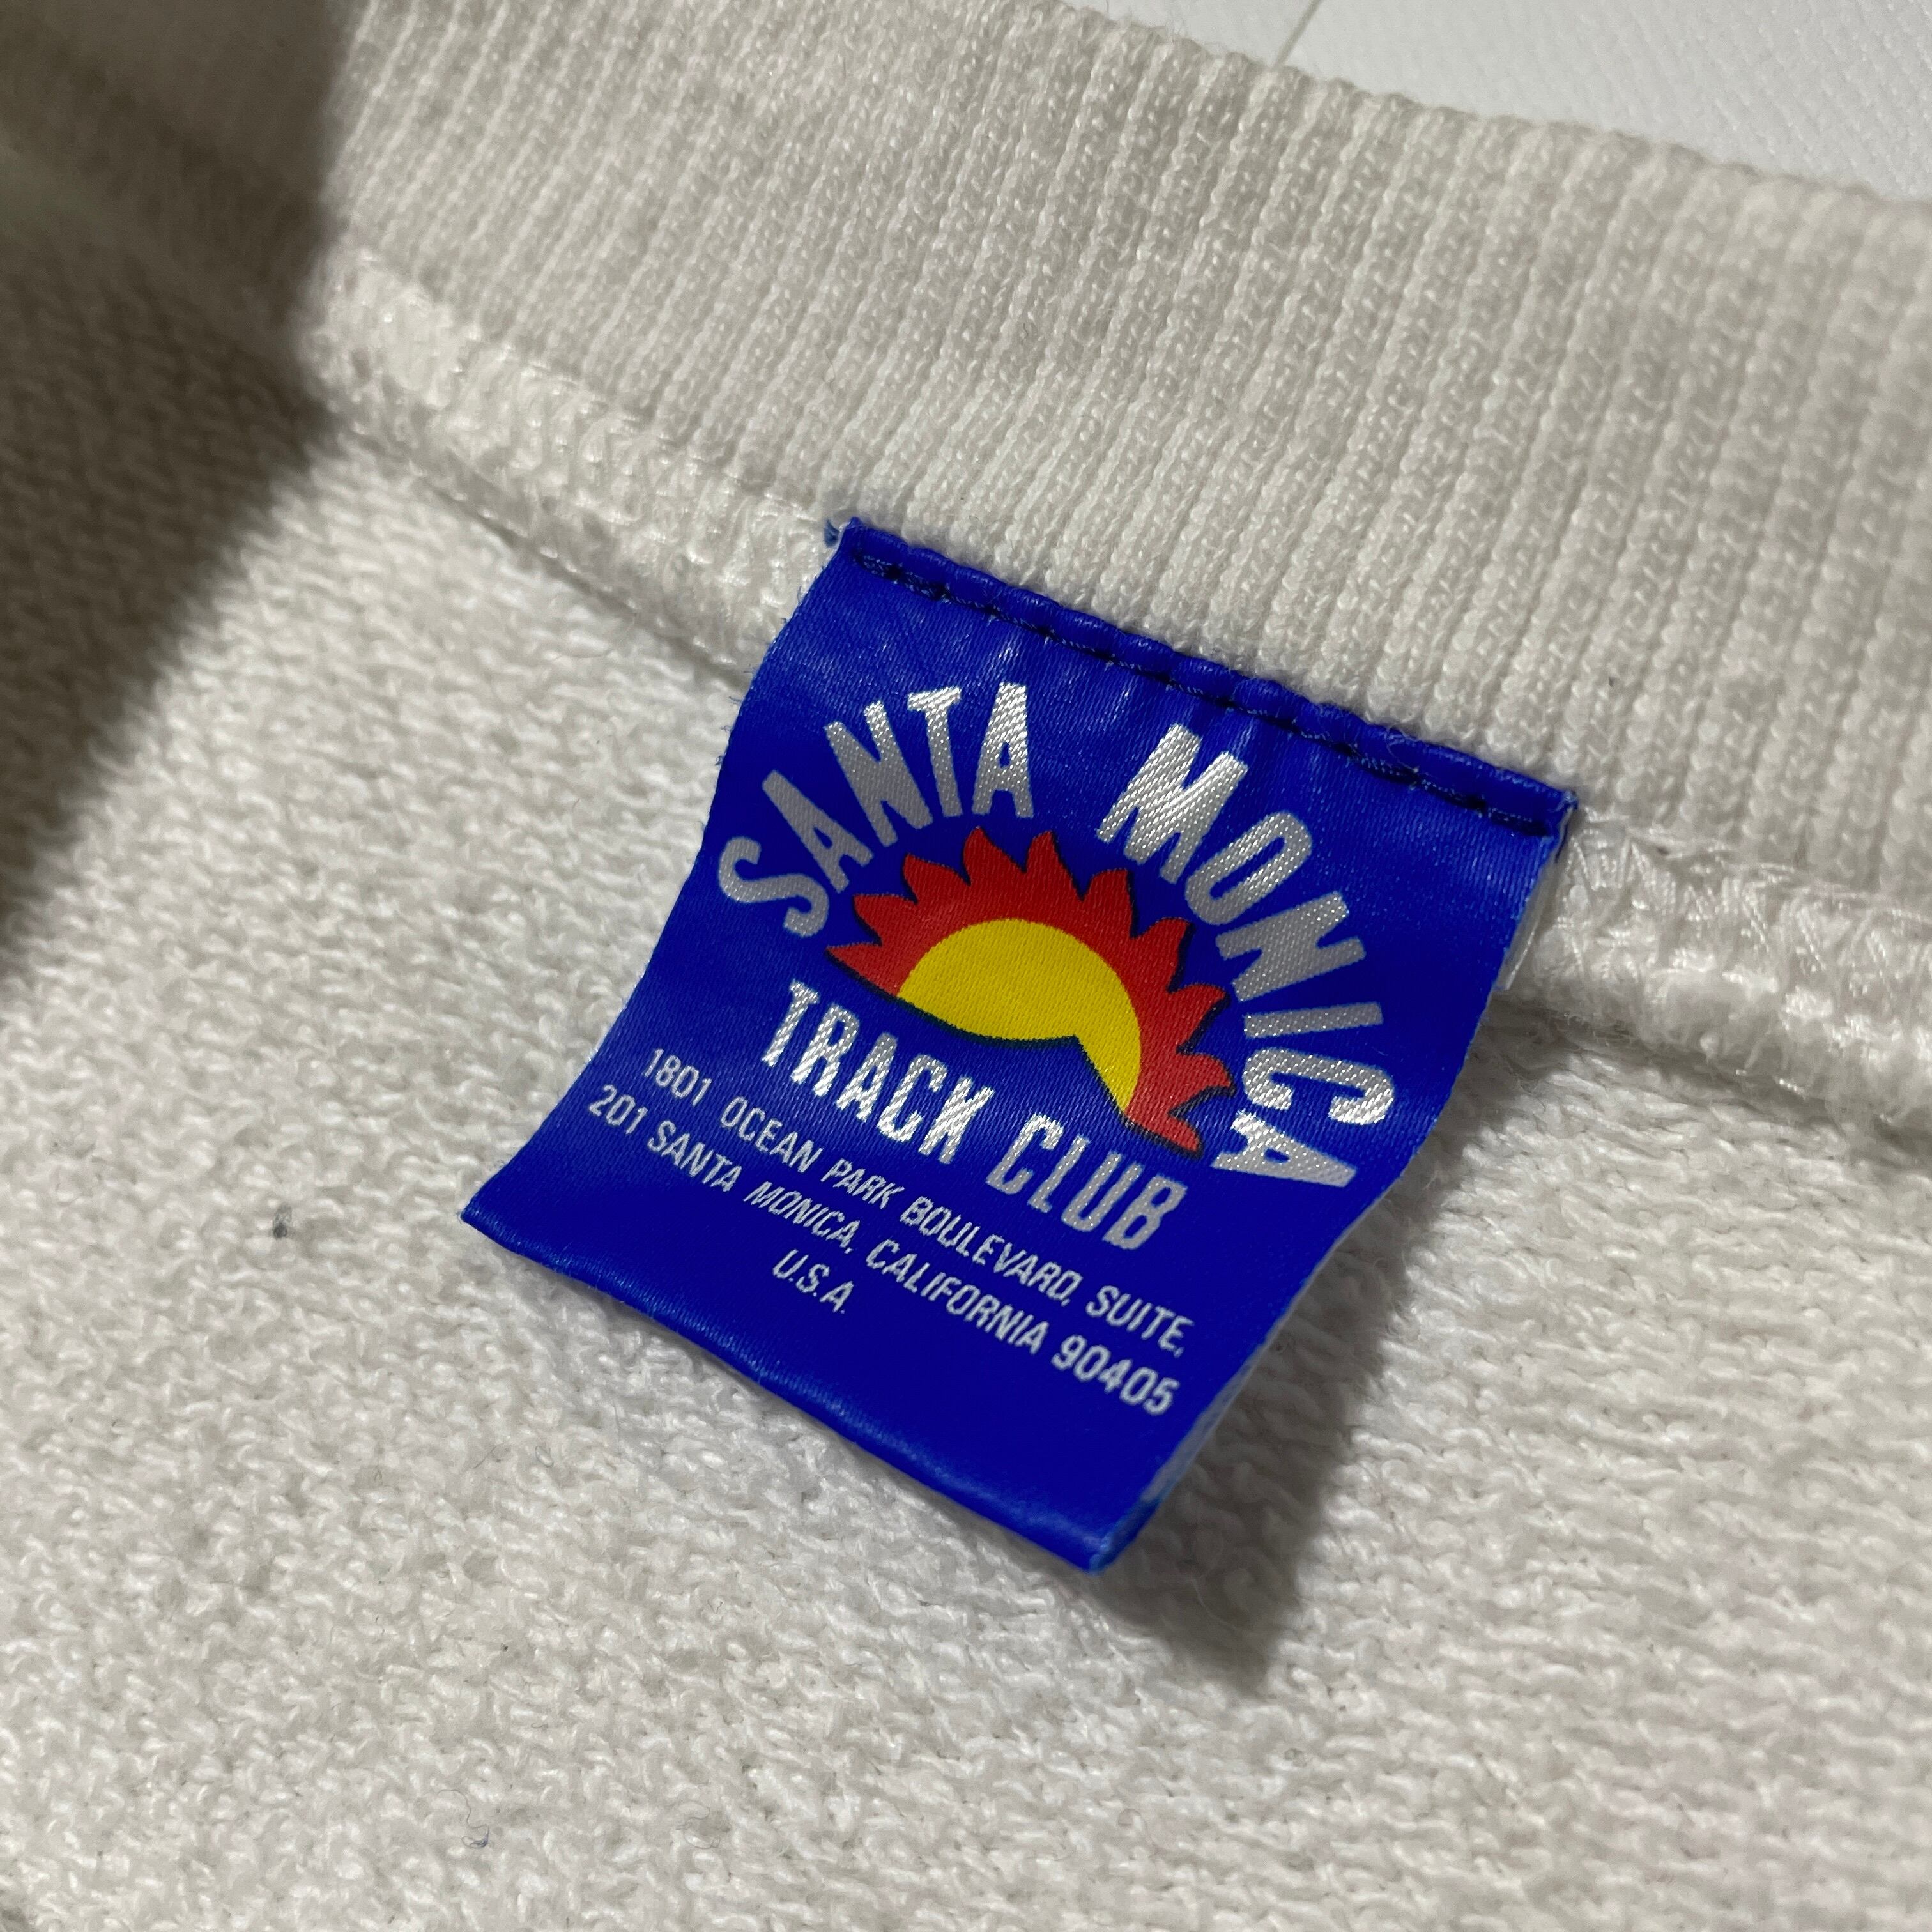 SANTA MONICA
TRACK CLUB
1801 OCEAN PARK BOULEVARD, SUITE,
201 SANTA MONICA, CALIFORNIA 90405
U.S.A.